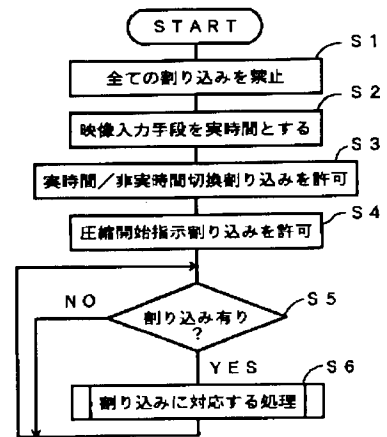 START
S1
全ての割り込みを禁止
S2
映像入力手段を実時間とする
S3
実時間／非実時間切換割り込みを許可
S4
圧縮開始指示割り込みを許可
NO
S5
割り込み有り
?
YES
S6
割り込みに対応する処理